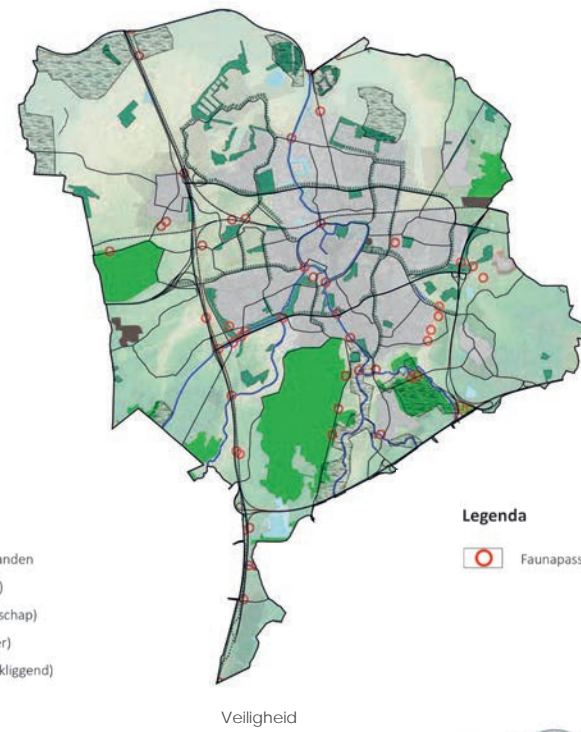 anden
)
schap)
er)
kliggend)
Legenda
Faunapass
Veiligheid